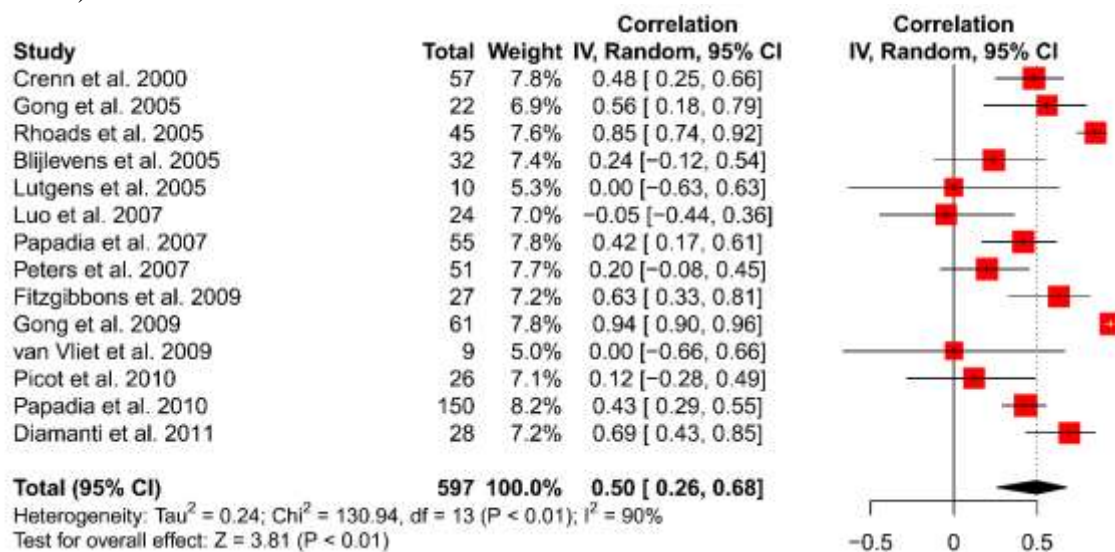 Correlation Correlation
Study Total Weight IV, Random, 95% CI IV, Random, 95% CI
Crenn et al. 2000 57 7.8% 0.48 [ 0.25, 0.66]
Gong et al. 2005 22 6.9% 0.56 [ 0.18, 0.79]
Rhoads et al. 2005 45 7.6% 0.85 [ 0.74, 0.92]
Blijlevens et al. 2005 32 7.4% 0.24 [−0.12, 0.54]
Lutgens et al. 2005 10 5.3% 0.00 [−0.63, 0.63]
Luo et al. 2007 24 7.0% −0.05 [−0.44, 0.36]
Papadia et al. 2007 55 7.8% 0.42 [ 0.17, 0.61]
Peters et al. 2007 51 7.7% 0.20 [−0.08, 0.45]
Fitzgibbons et al. 2009 27 7.2% 0.63 [ 0.33, 0.81]
Gong et al. 2009 61 7.8% 0.94 [ 0.90, 0.96]
van Vliet et al. 2009 9 5.0% 0.00 [−0.66, 0.66]
Picot et al. 2010 26 7.1% 0.12 [−0.28, 0.49]
Papadia et al. 2010 150 8.2% 0.43 [ 0.29, 0.55]
Diamanti et al. 2011 28 7.2% 0.69 [ 0.43, 0.85]
Total (95% CI) 597 100.0% 0.50 [ 0.26, 0.68]
Heterogeneity: Tau² = 0.24; Chi² = 130.94, df = 13 (P < 0.01); I² = 90%
Test for overall effect: Z = 3.81 (P < 0.01)
−0.5 0 0.5